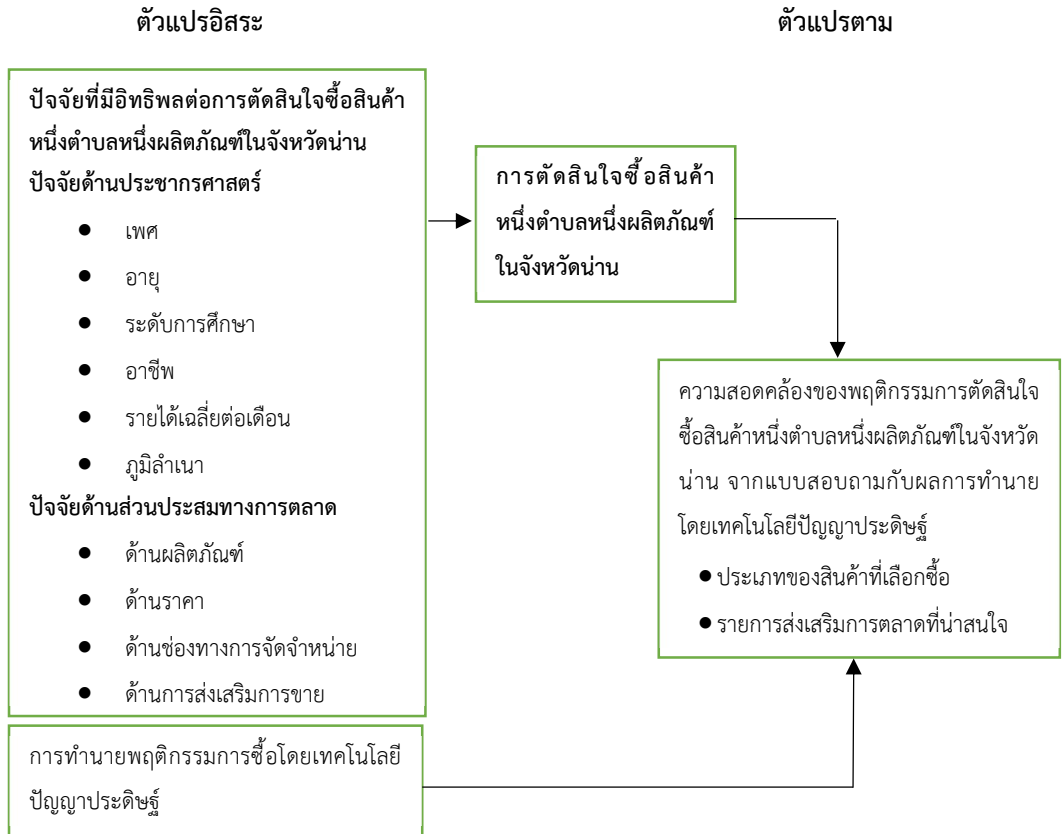 ตัวแปรอิสระ
ตัวแปรตาม
ปัจจัยที่มีอิทธิพลต่อการตัดสินใจซื้อสินค้า
หนึ่งตำบลหนึ่งผลิตภัณฑ์ในจังหวัดน่าน
ปัจจัยด้านประชากรศาสตร์
● เพศ
● อายุ
● ระดับการศึกษา
● อาชีพ
● รายได้เฉลี่ยต่อเดือน
● ภูมิลำเนา
ปัจจัยด้านส่วนประสมทางการตลาด
● ด้านผลิตภัณฑ์
● ด้านราคา
● ด้านช่องทางการจัดจำหน่าย
● ด้านการส่งเสริมการขาย
การทำนายพฤติกรรมการซื้อโดยเทคโนโลยี
ปัญญาประดิษฐ์
การตัดสินใจซื้อสินค้า
หนึ่งตำบลหนึ่งผลิตภัณฑ์
ในจังหวัดน่าน
ความสอดคล้องของพฤติกรรมการตัดสินใจ
ซื้อสินค้าหนึ่งตำบลหนึ่งผลิตภัณฑ์ในจังหวัด
น่าน จากแบบสอบถามกับผลการทำนาย
โดยเทคโนโลยีปัญญาประดิษฐ์
● ประเภทของสินค้าที่เลือกซื้อ
● รายการส่งเสริมการตลาดที่น่าสนใจ